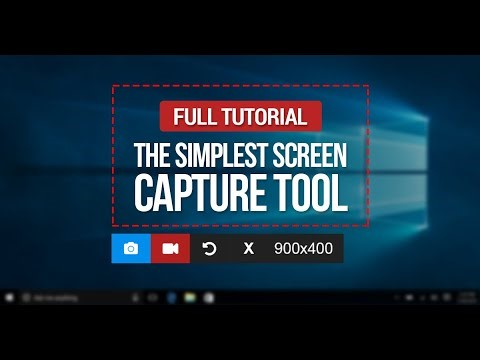 FULL TUTORIAL
THE SIMPLEST SCREEN
CAPTURE TOOL
X
900x400